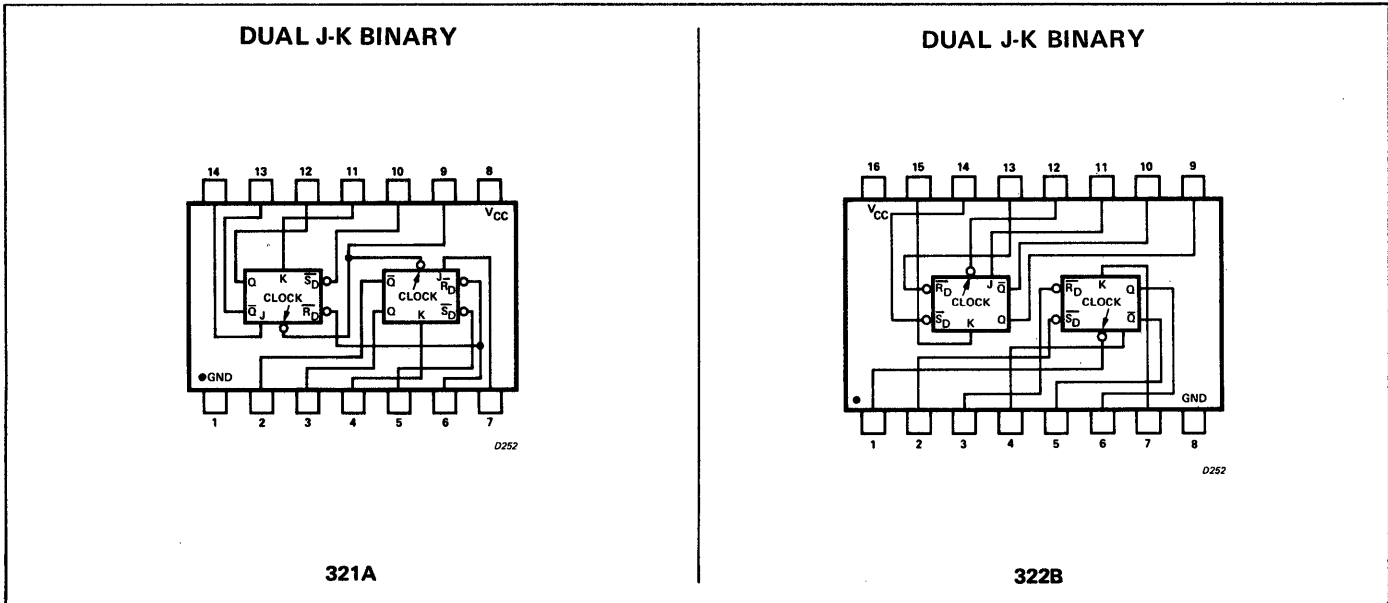 DUAL J-K BINARY
14 13 12 11 10 9 8
VCC
Q K S̅D̅
CLOCK
Q̅ J R̅D̅
Q̅ J R̅D̅
CLOCK
Q K S̅D̅
GND
1 2 3 4 5 6 7
D252
321A
DUAL J-K BINARY
16 15 14 13 12 11 10 9
VCC
R̅D̅ J Q̅
CLOCK
S̅D̅ K Q
R̅D̅ K Q
CLOCK
S̅D̅ Q̅
GND
1 2 3 4 5 6 7 8
D252
322B